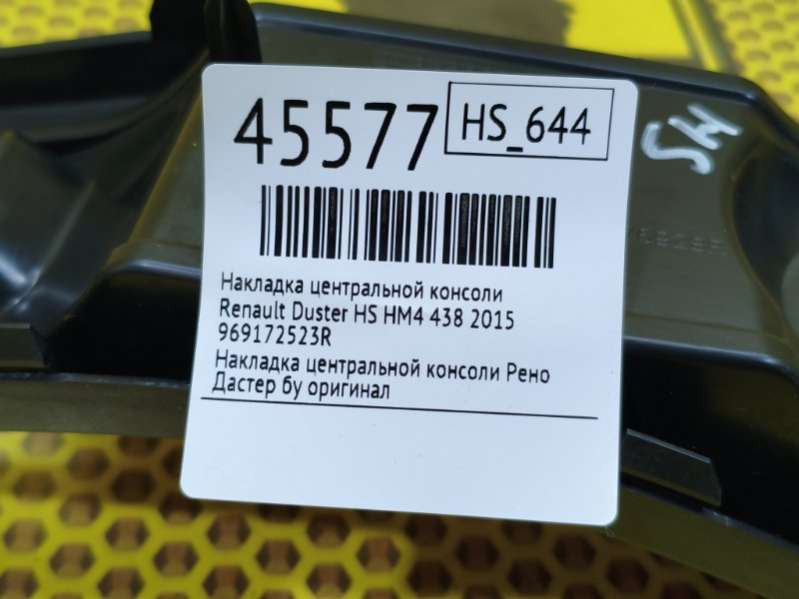 45577
HS_644
Накладка центральной консоли
Renault Duster HS HM4 438 2015
969172523R
Накладка центральной консоли Рено
Дастер бу оригинал